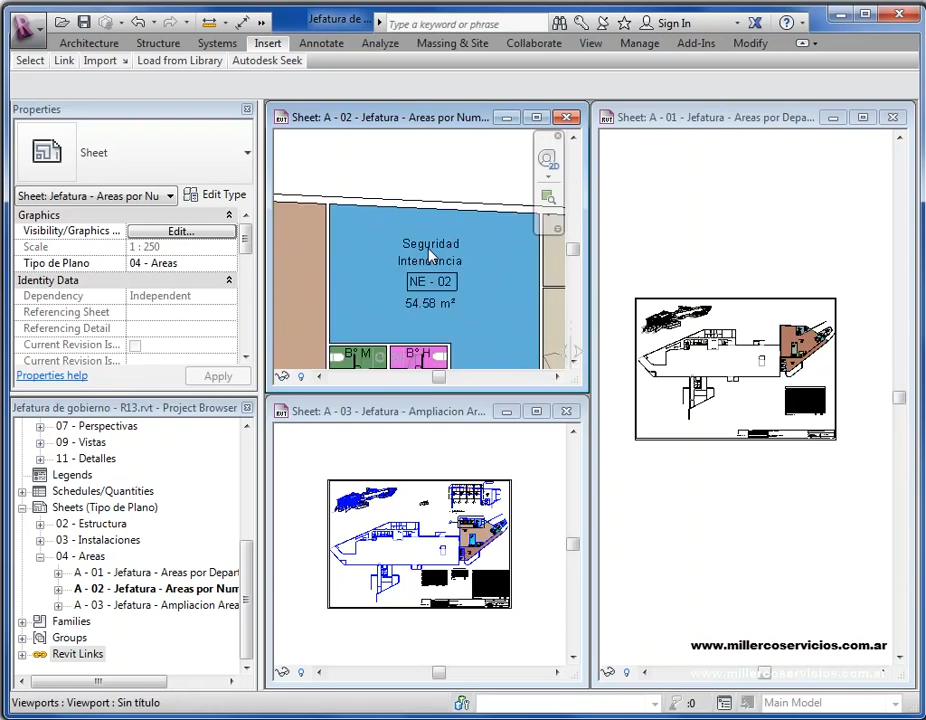 Jefatura de ...
Type a keyword or phrase
Sign In
Architecture Structure Systems Insert Annotate Analyze Massing & Site Collaborate View Manage Add-Ins Modify
Select Link Import Load from Library Autodesk Seek
Properties
Sheet
Sheet: Jefatura - Areas por Nu
Edit Type
Graphics
Visibility/Graphics ... Edit...
Scale 1 : 250
Tipo de Plano 04 - Areas
Identity Data
Dependency Independent
Referencing Sheet
Referencing Detail
Current Revision Is...
Current Revision Is...
Properties help
Apply
Jefatura de gobierno - R13.rvt - Project Browser
07 - Perspectivas
09 - Vistas
11 - Detalles
Legends
Schedules/Quantities
Sheets (Tipo de Plano)
02 - Estructura
03 - Instalaciones
04 - Areas
A - 01 - Jefatura - Areas por Depart
A - 02 - Jefatura - Areas por Num
A - 03 - Jefatura - Ampliacion Area
Families
Groups
Revit Links
Sheet: A - 02 - Jefatura - Areas por Num...
2D
Seguridad
Intendencia
NE - 02
54.58 m²
B° M
B° H
Sheet: A - 03 - Jefatura - Ampliacion Ar...
Sheet: A - 01 - Jefatura - Areas por Depa...
www.millercoservicios.com.ar
www.millercoservicios.com.ar
Viewports : Viewport : Sin título
:0
Main Model